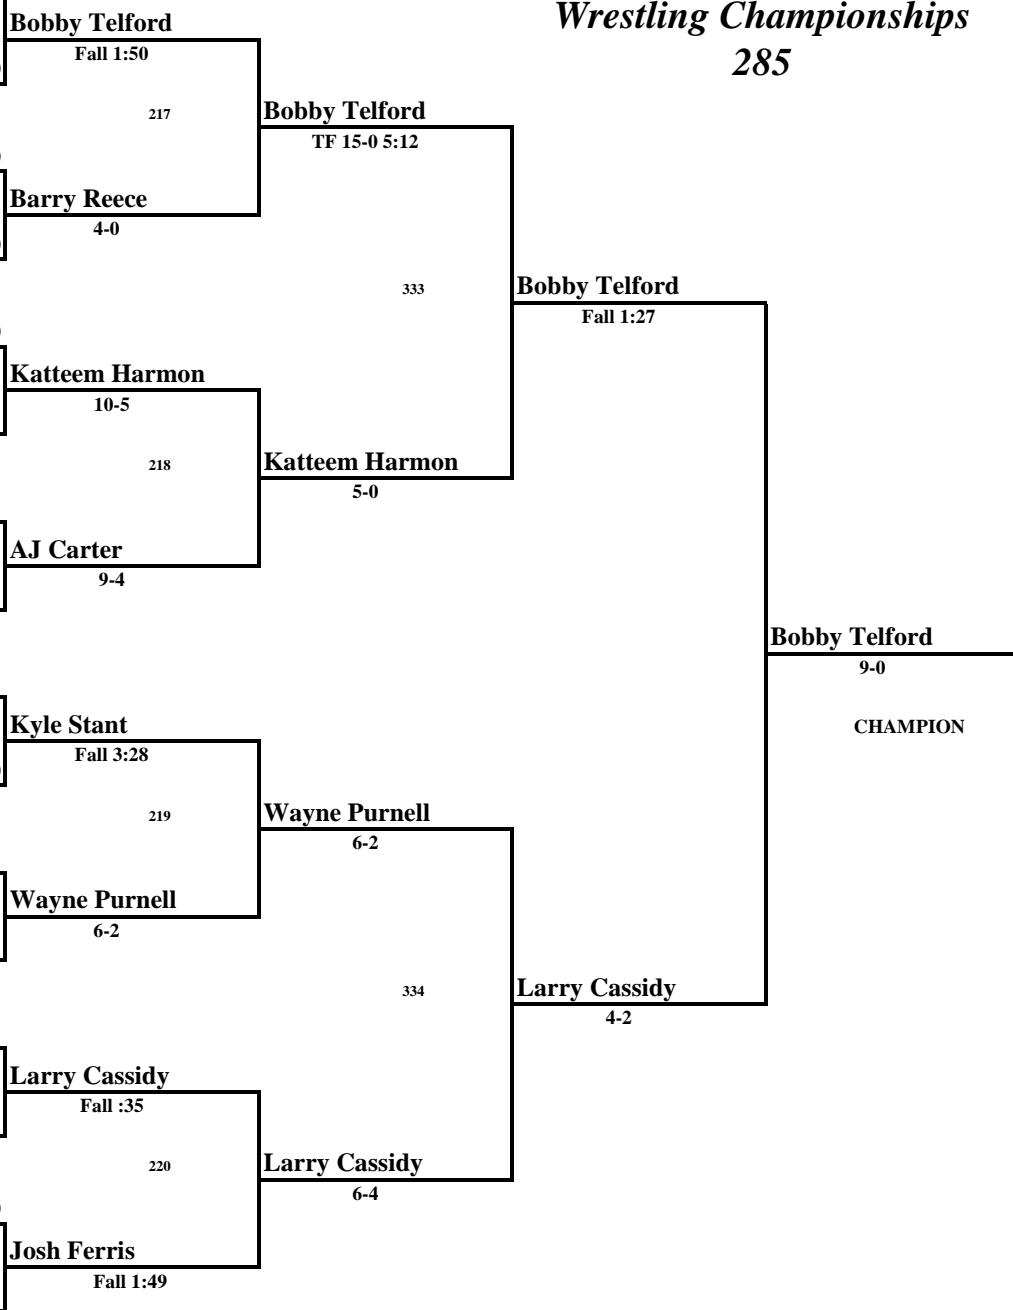 Wrestling Championships
285
Bobby Telford
Fall 1:50
217
Bobby Telford
TF 15-0 5:12
Barry Reece
4-0
333
Bobby Telford
Fall 1:27
Katteem Harmon
10-5
218
Katteem Harmon
5-0
AJ Carter
9-4
Bobby Telford
9-0
CHAMPION
Kyle Stant
Fall 3:28
219
Wayne Purnell
6-2
Wayne Purnell
6-2
334
Larry Cassidy
4-2
Larry Cassidy
Fall :35
220
Larry Cassidy
6-4
Josh Ferris
Fall 1:49